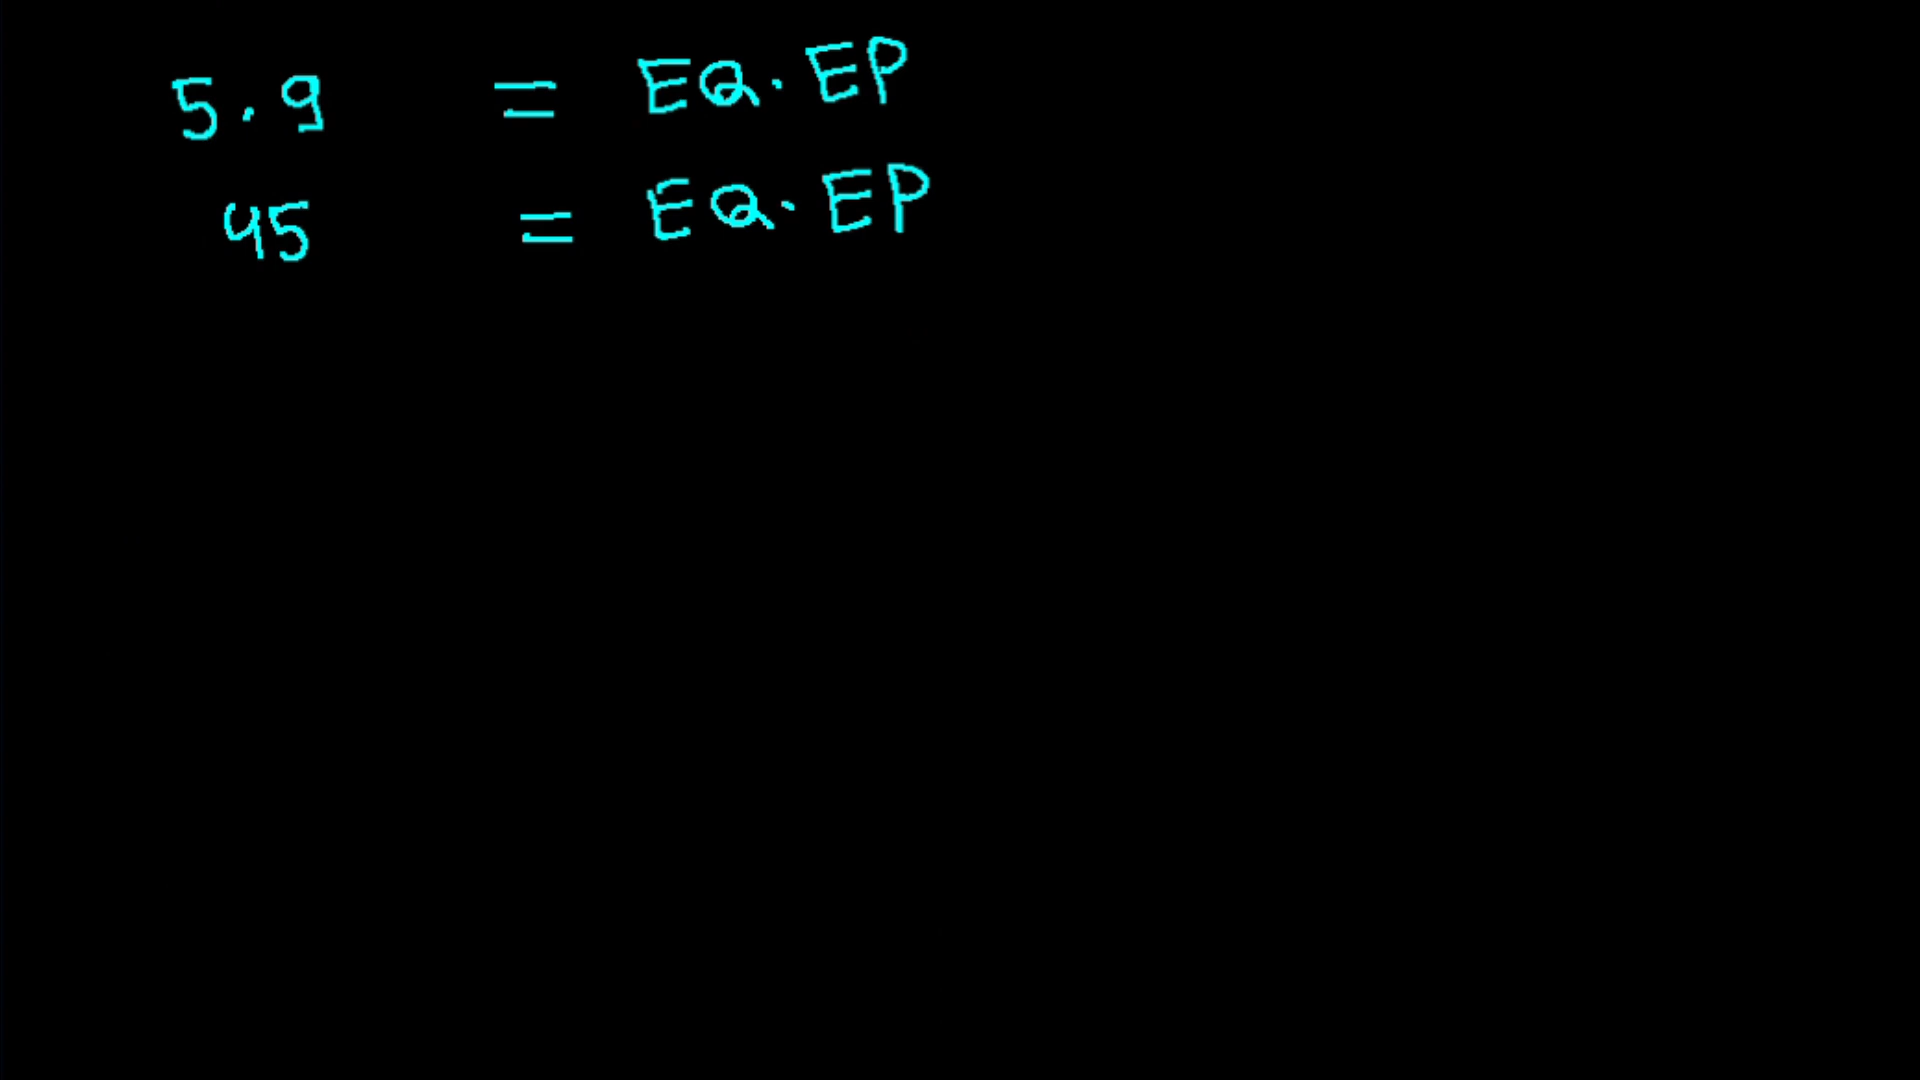 5 · 9 = EQ · EP
45 = EQ · EP